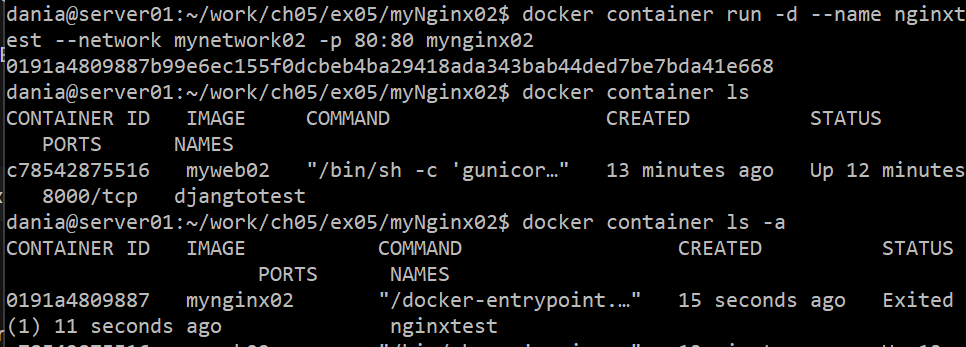 dania@server01:~/work/ch05/ex05/myNginx02$ docker container run -d --name nginxt
est --network mynetwork02 -p 80:80 mynginx02
0191a4809887b99e6ec155f0dcbeb4ba29418ada343bab44ded7be7bda41e668
dania@server01:~/work/ch05/ex05/myNginx02$ docker container ls
CONTAINER ID   IMAGE     COMMAND                  CREATED          STATUS
   PORTS      NAMES
c78542875516   myweb02   "/bin/sh -c 'gunicor…"   13 minutes ago   Up 12 minutes
   8000/tcp   djangtotest
dania@server01:~/work/ch05/ex05/myNginx02$ docker container ls -a
CONTAINER ID   IMAGE           COMMAND                  CREATED          STATUS
                     PORTS      NAMES
0191a4809887   mynginx02       "/docker-entrypoint.…"   15 seconds ago   Exited
(1) 11 seconds ago              nginxtest